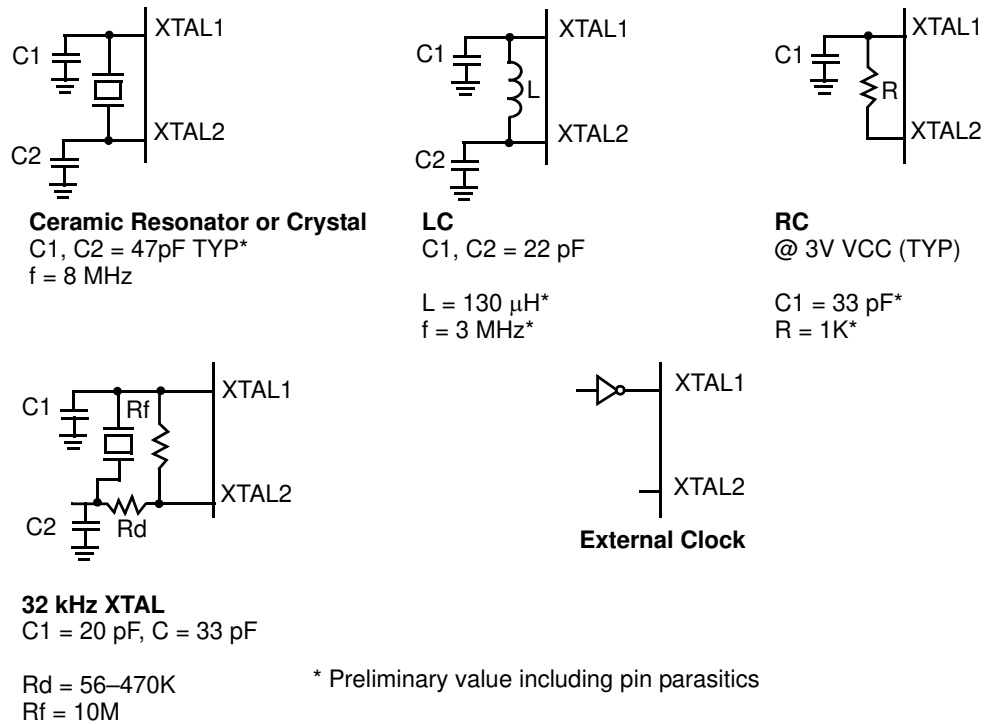 XTAL1
C1
XTAL2
C2
Ceramic Resonator or Crystal
C1, C2 = 47pF TYP*
f = 8 MHz
XTAL1
C1
L
XTAL2
C2
LC
C1, C2 = 22 pF
L = 130 μH*
f = 3 MHz*
XTAL1
C1
R
XTAL2
RC
@ 3V VCC (TYP)
C1 = 33 pF*
R = 1K*
XTAL1
C1
Rf
XTAL2
C2
Rd
32 kHz XTAL
C1 = 20 pF, C = 33 pF
Rd = 56–470K
Rf = 10M
XTAL1
XTAL2
External Clock
* Preliminary value including pin parasitics